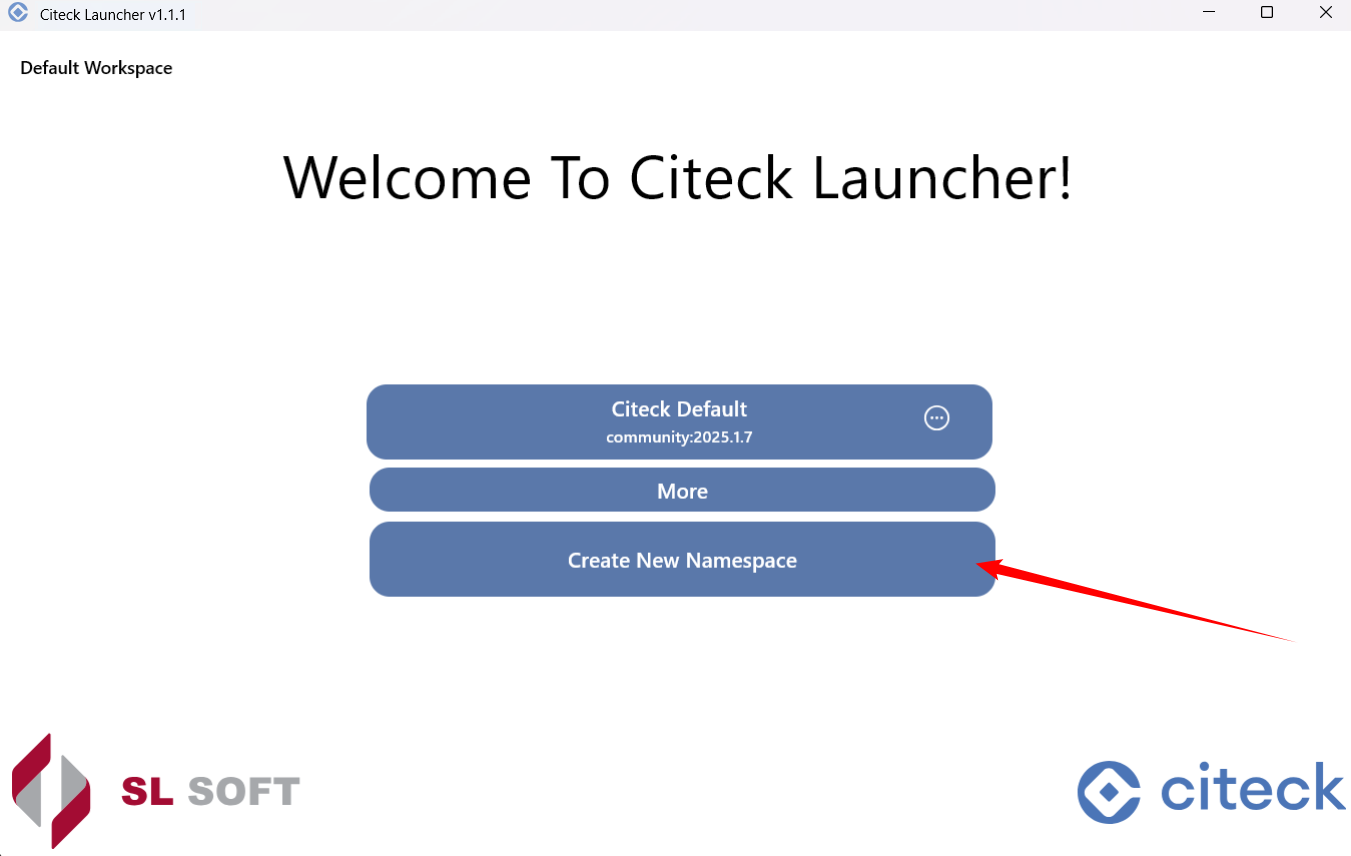 Citeck Launcher v1.1.1
Default Workspace
Welcome To Citeck Launcher!
Citeck Default
community:2025.1.7
More
Create New Namespace
SL SOFT
citeck